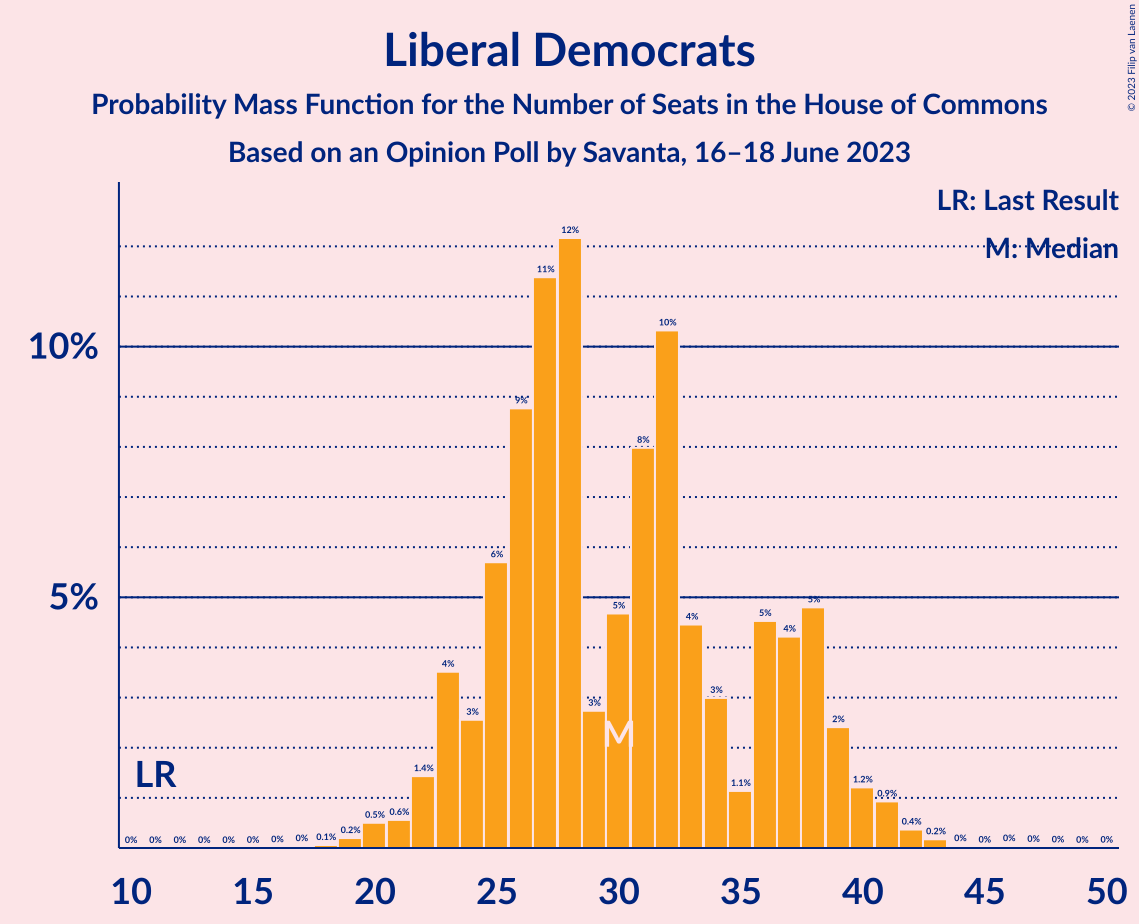 Liberal Democrats
Probability Mass Function for the Number of Seats in the House of Commons
Based on an Opinion Poll by Savanta, 16–18 June 2023
© 2023 Filip van Laenen
LR: Last Result
M: Median
10%
5%
0% 0% 0% 0% 0% 0% 0% 0% 0.1% 0.2% 0.5% 0.6% 1.4% 4% 3% 6% 9% 11% 12% 3% 5% 8% 10% 4% 3% 1.1% 5% 4% 5% 2% 1.2% 0.9% 0.4% 0.2% 0% 0% 0% 0% 0% 0% 0%
LR
M
10 15 20 25 30 35 40 45 50